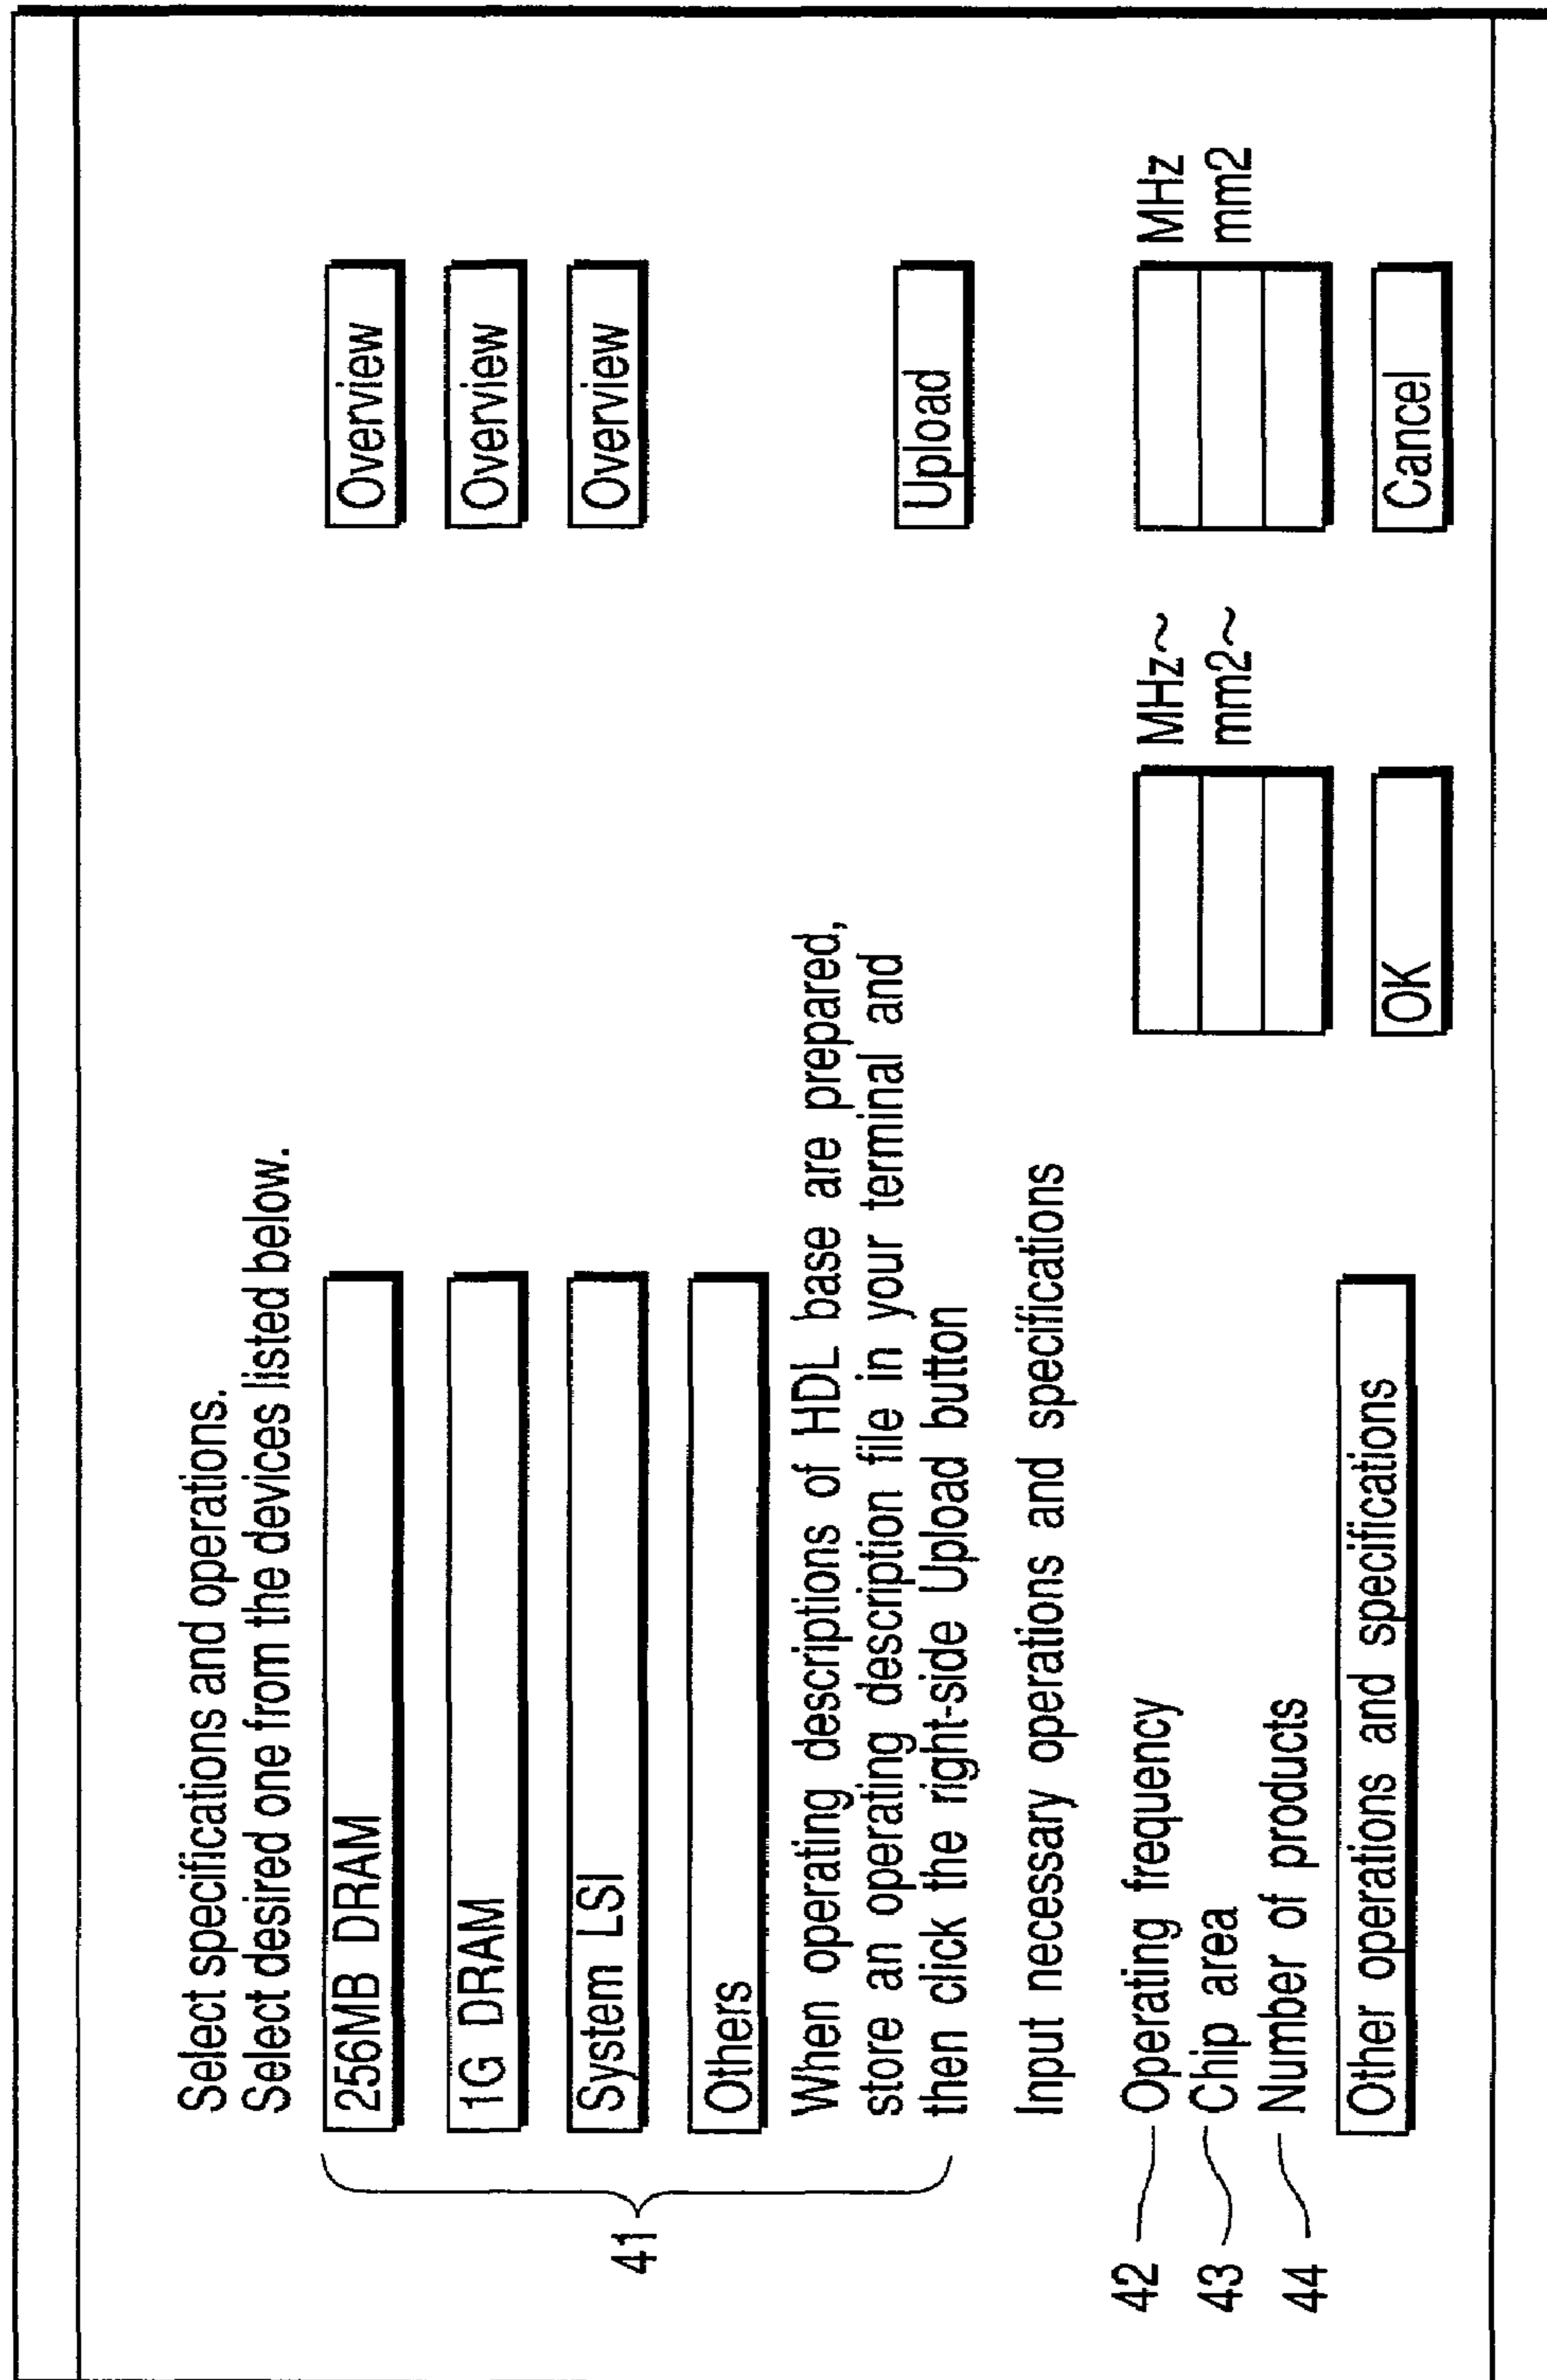 Select specifications and operations.
Select desired one from the devices listed below.
256MB DRAM Overview
1G DRAM Overview
System LSI Overview
Others
41
When operating descriptions of HDL base are prepared,
store an operating description file in your terminal and
then click the right-side Upload button Upload
Input necessary operations and specifications
42 Operating frequency MHz~ MHz
43 Chip area mm2~ mm2
44 Number of products
Other operations and specifications OK Cancel